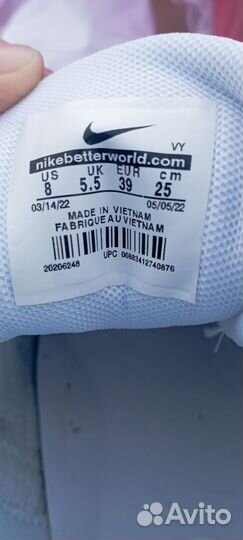 VY
nikebetterworld.com
US UK EUR cm
8 5.5 39 25
03/14/22 05/05/22
MADE IN VIETNAM
FABRIQUE AU VIETNAM
20206248 UPC 00883412740876
Avito